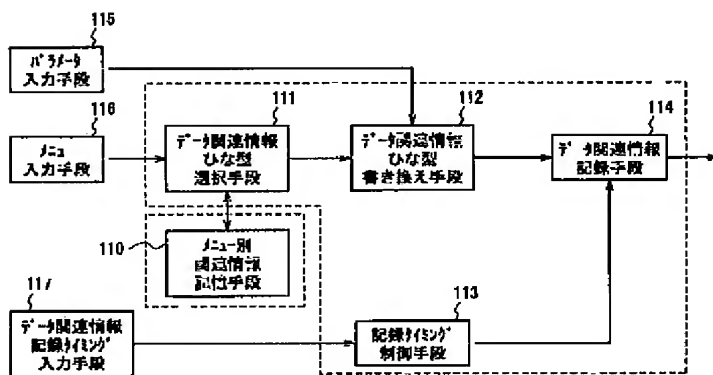 115
パラメータ
入力手段
116
メニュ
入力手段
111
データ関連情報
ひな型
選択手段
112
データ関連情報
ひな型
書き換え手段
114
データ関連情報
記録手段
110
メニュー別
関連情報
記憶手段
117
データ関連情報
記録タイミング
入力手段
113
記録タイミング
制御手段